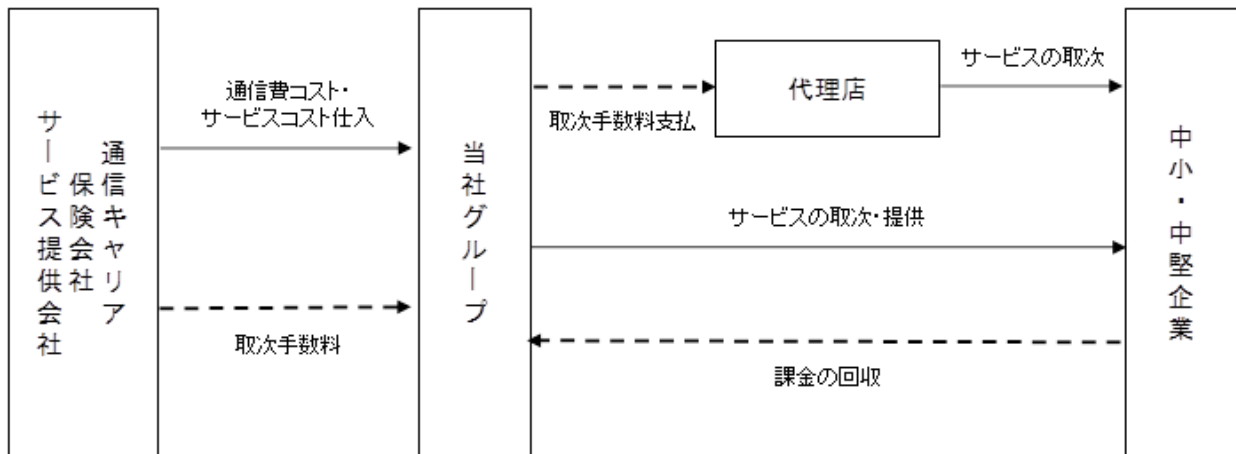 通信キャリア
保険会社
サービス提供会社
通信費コスト・
サービスコスト仕入
取次手数料
当社グループ
取次手数料支払
代理店
サービスの取次
サービスの取次・提供
課金の回収
中小・中堅企業